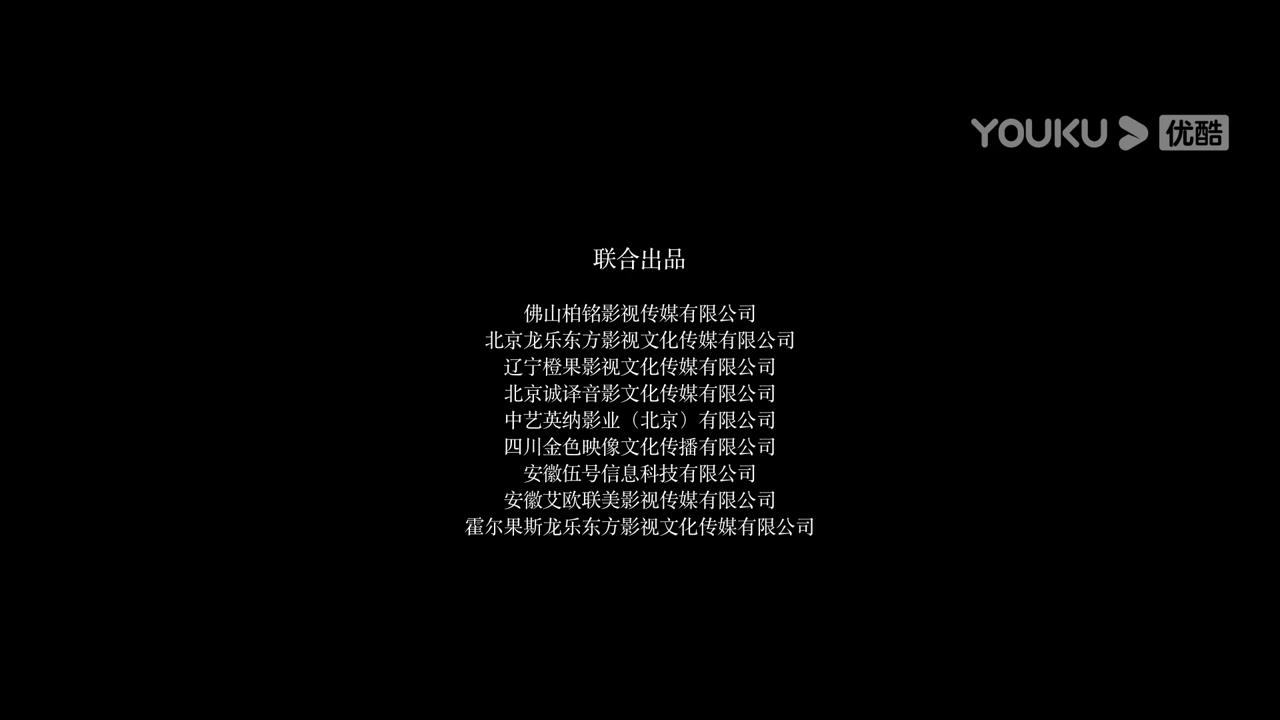 YOUKU 优酷
联合出品
佛山柏铭影视传媒有限公司
北京龙乐东方影视文化传媒有限公司
辽宁橙果影视文化传媒有限公司
北京诚译音影文化传媒有限公司
中艺英纳影业（北京）有限公司
四川金色映像文化传播有限公司
安徽伍号信息科技有限公司
安徽艾欧联美影视传媒有限公司
霍尔果斯龙乐东方影视文化传媒有限公司